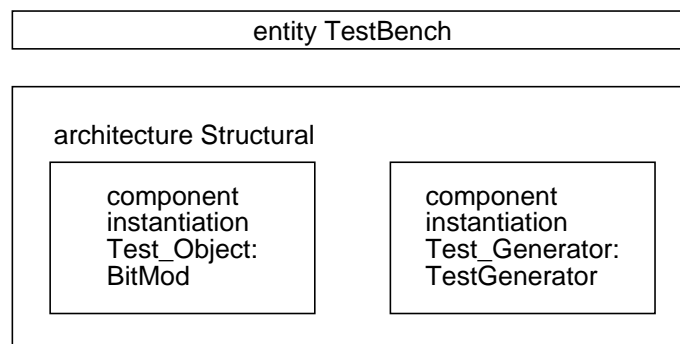 entity TestBench
architecture Structural
component
instantiation
Test_Object:
BitMod
component
instantiation
Test_Generator:
TestGenerator